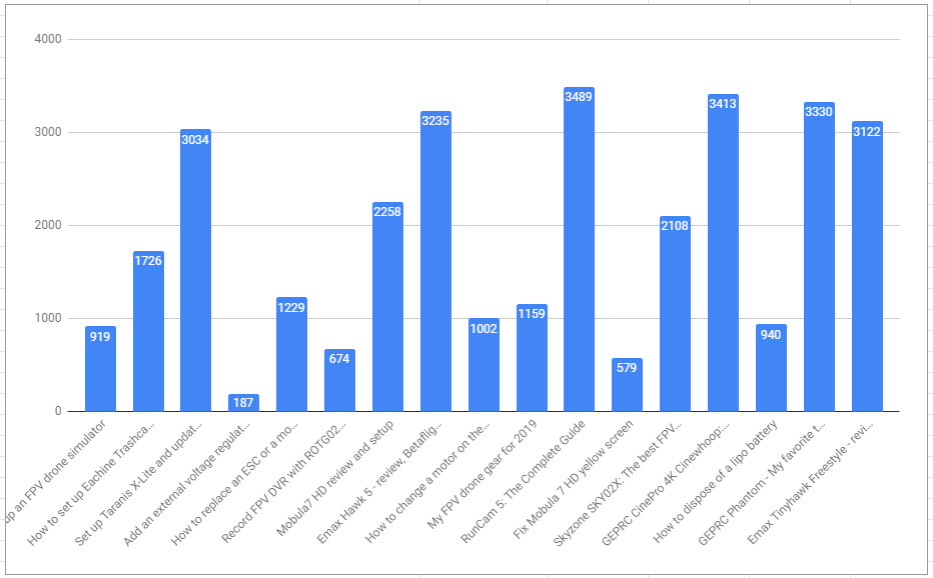 4000
3000
2000
1000
0
919
1726
3034
187
1229
674
2258
3235
1002
1159
3489
579
2108
3413
940
3330
3122
up an FPV drone simulator
How to set up Eachine Trashca…
Set up Taranis X-Lite and updat…
Add an external voltage regulat…
How to replace an ESC or a mo…
Record FPV DVR with ROTG02…
Mobula7 HD review and setup
Emax Hawk 5 - review, Betaflig…
How to change a motor on the…
My FPV drone gear for 2019
RunCam 5: The Complete Guide
Fix Mobula 7 HD yellow screen
Skyzone SKY02X: The best FPV…
GEPRC CinePro 4K Cinewhoop:…
How to dispose of a lipo battery
GEPRC Phantom - My favorite t…
Emax Tinyhawk Freestyle - revi…